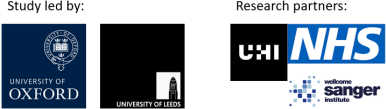 Study led by:
Research partners:
UNIVERSITY OF
OXFORD
UNIVERSITY OF LEEDS
UHI
NHS
wellcome
sanger
institute